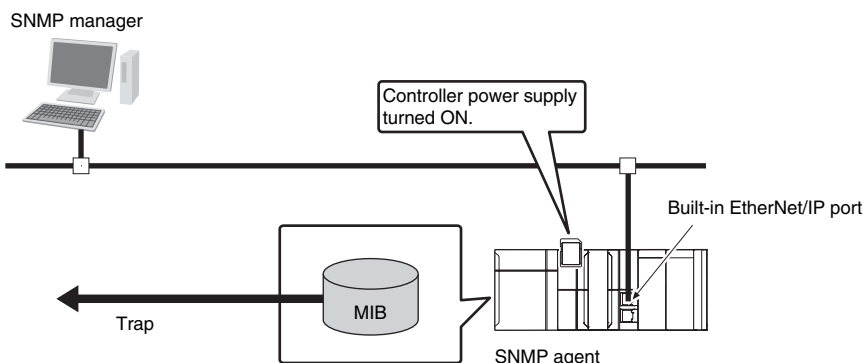 SNMP manager
Controller power supply
turned ON.
Built-in EtherNet/IP port
MIB
Trap
SNMP agent